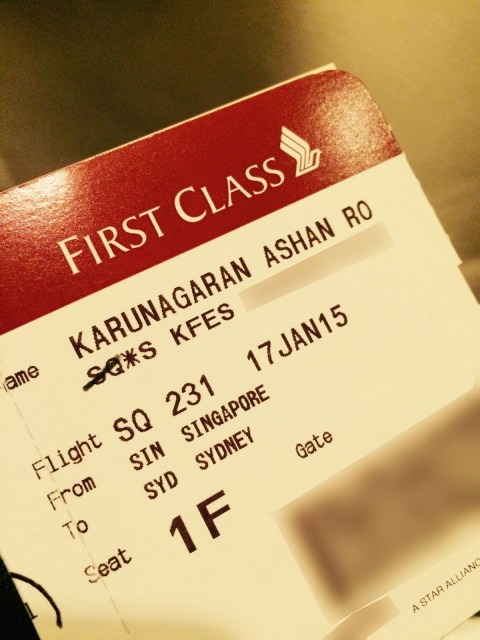 FIRST CLASS
ame KARUNAGARAN ASHAN RO
SQ*S KFES
Flight SQ 231 17JAN15
From SIN SINGAPORE
To SYD SYDNEY
Gate
Seat 1F
A STAR ALLIANC